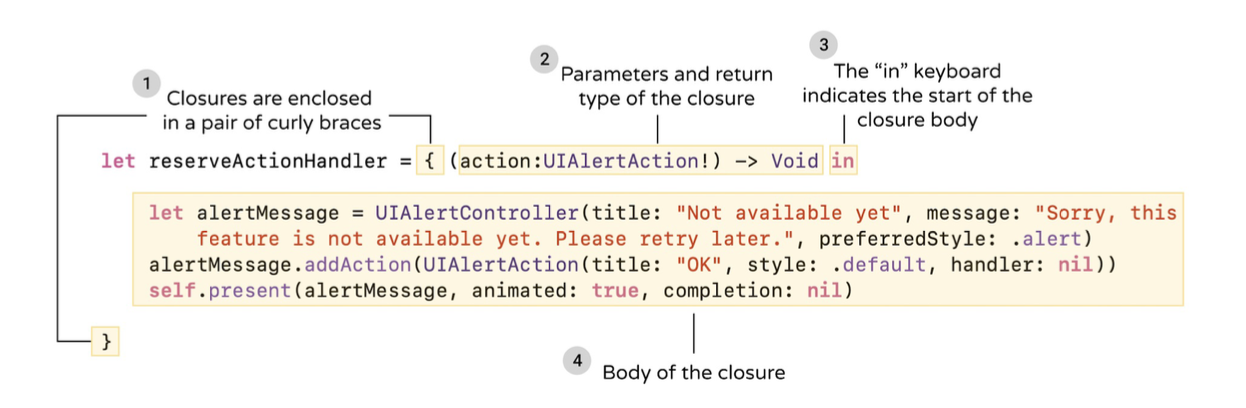 1
Closures are enclosed
in a pair of curly braces
2
Parameters and return
type of the closure
3
The “in” keyboard
indicates the start of the
closure body
let reserveActionHandler = { (action:UIAlertAction!) -> Void in
let alertMessage = UIAlertController(title: "Not available yet", message: "Sorry, this
feature is not available yet. Please retry later.", preferredStyle: .alert)
alertMessage.addAction(UIAlertAction(title: "OK", style: .default, handler: nil))
self.present(alertMessage, animated: true, completion: nil)
}
4
Body of the closure